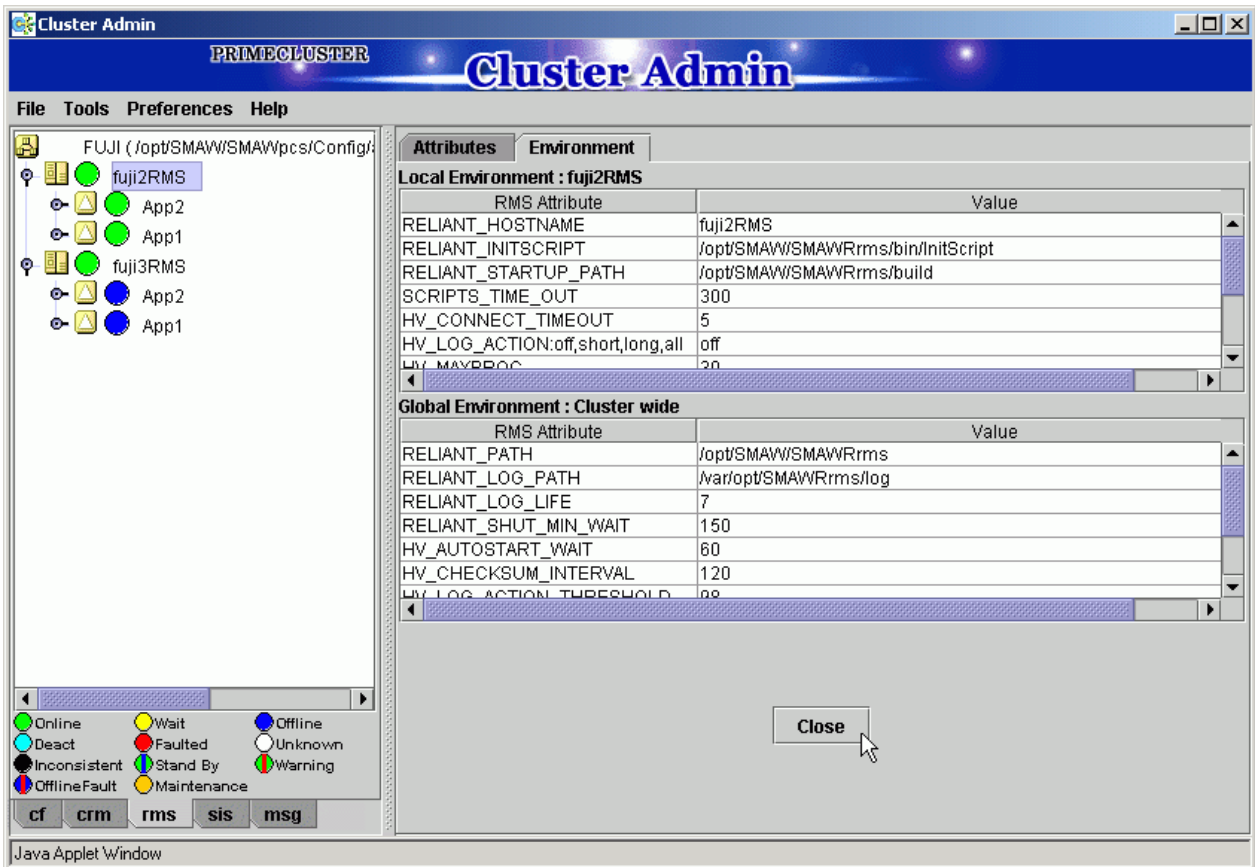 Cluster Admin
PRIMECLUSTER
Cluster Admin
File Tools Preferences Help
FUJI ( /opt/SMAW/SMAWpcs/Config/
fuji2RMS
App2
App1
fuji3RMS
App2
App1
Online Wait Offline
Deact Faulted Unknown
Inconsistent Stand By Warning
OfflineFault Maintenance
cf crm rms sis msg
Attributes Environment
Local Environment : fuji2RMS
RMS Attribute Value
RELIANT_HOSTNAME fuji2RMS
RELIANT_INITSCRIPT /opt/SMAW/SMAWRrms/bin/InitScript
RELIANT_STARTUP_PATH /opt/SMAW/SMAWRrms/build
SCRIPTS_TIME_OUT 300
HV_CONNECT_TIMEOUT 5
HV_LOG_ACTION:off,short,long,all off
HV_MAXPROC 30
Global Environment : Cluster wide
RMS Attribute Value
RELIANT_PATH /opt/SMAW/SMAWRrms
RELIANT_LOG_PATH /var/opt/SMAWRrms/log
RELIANT_LOG_LIFE 7
RELIANT_SHUT_MIN_WAIT 150
HV_AUTOSTART_WAIT 60
HV_CHECKSUM_INTERVAL 120
HV_LOG_ACTION_THRESHOLD 98
Close
Java Applet Window